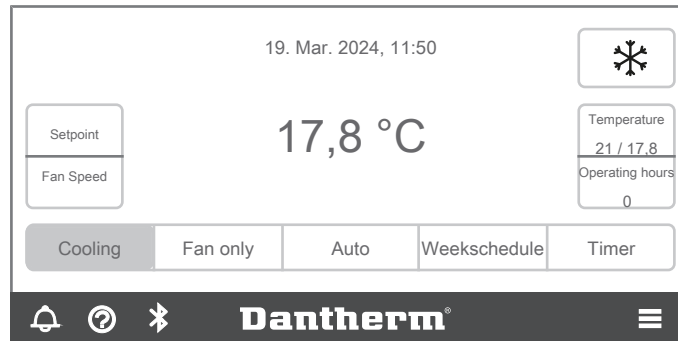 19. Mar. 2024, 11:50
Setpoint
Fan Speed
17,8 °C
Temperature
21 / 17,8
Operating hours
0
Cooling Fan only Auto Weekschedule Timer
Dantherm®